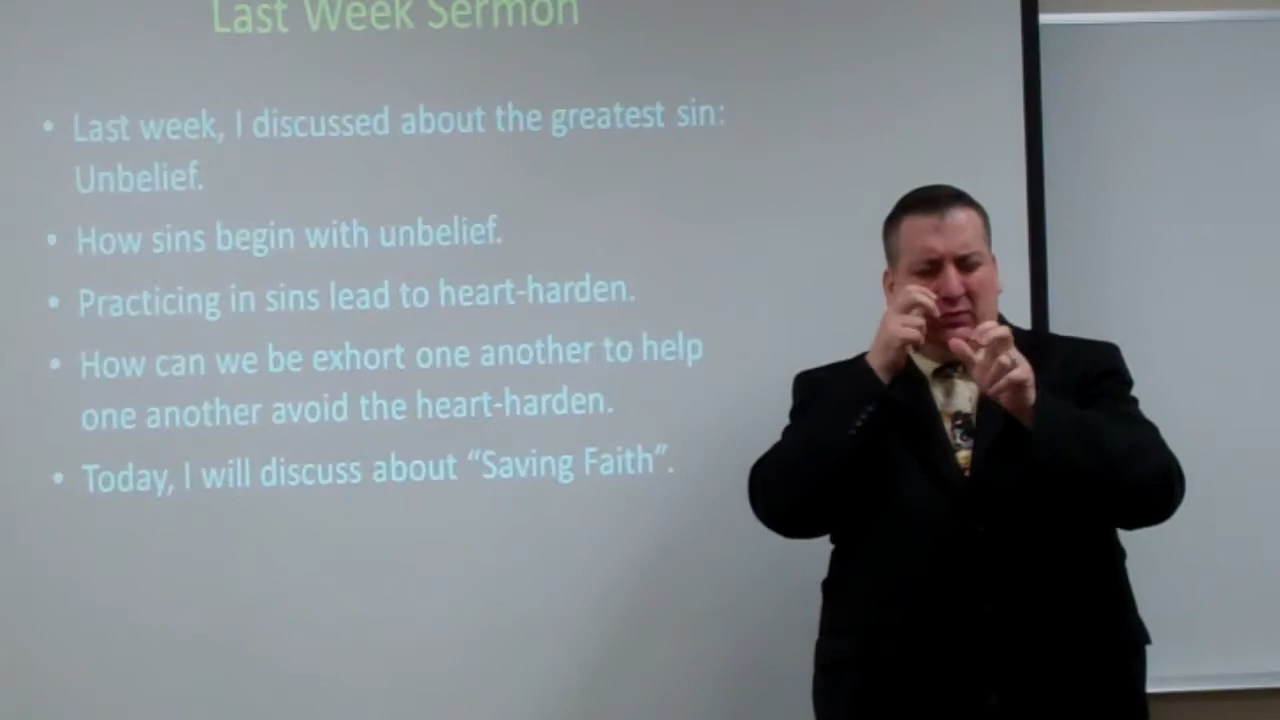 Last Week Sermon
• Last week, I discussed about the greatest sin:
Unbelief.
• How sins begin with unbelief.
• Practicing in sins lead to heart-harden.
• How can we be exhort one another to help
one another avoid the heart-harden.
• Today, I will discuss about “Saving Faith”.